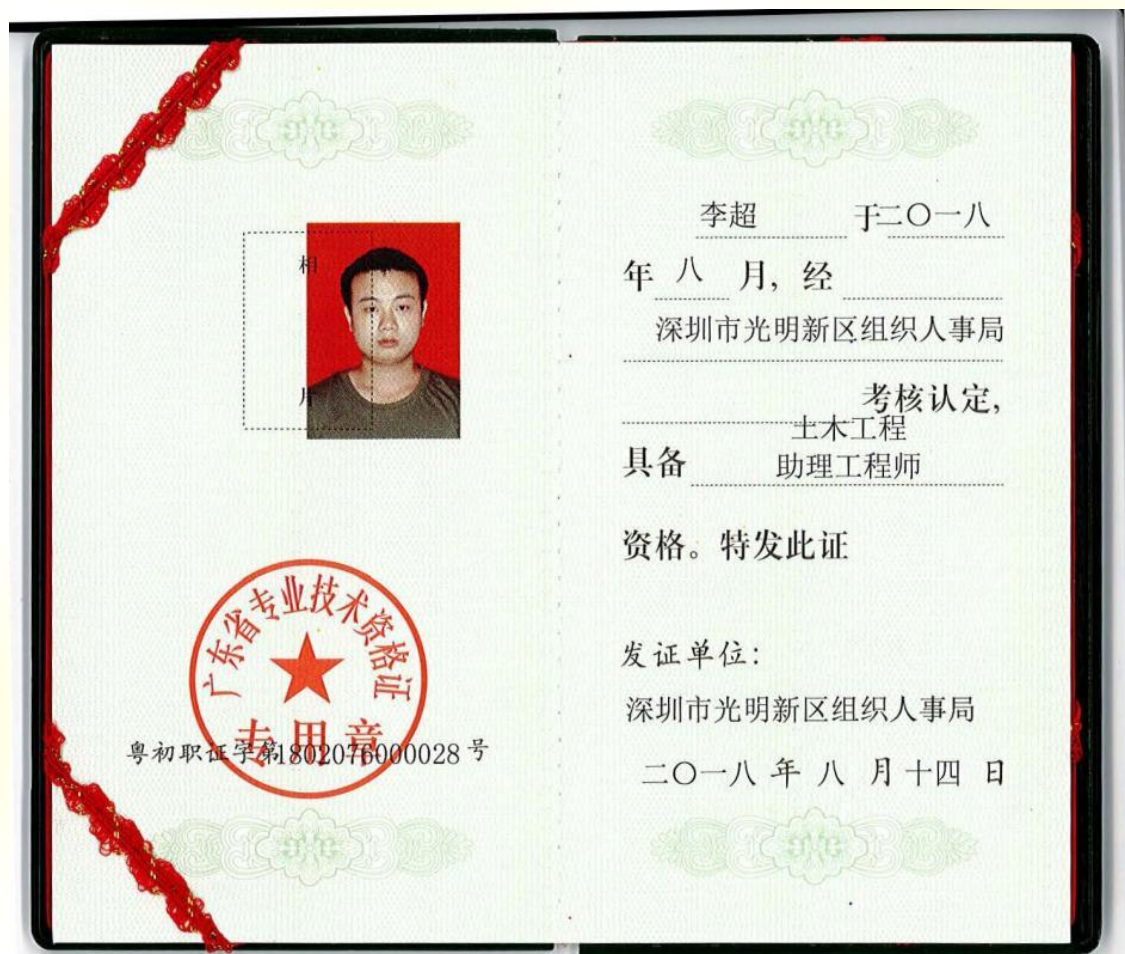 相
片
广东省专业技术资格证
专用章
粤初职证字第1802076000028号
李超 于二〇一八
年 八 月, 经
深圳市光明新区组织人事局
考核认定,
土木工程
具备 助理工程师
资格。特发此证
发证单位:
深圳市光明新区组织人事局
二〇一八 年 八 月 十四 日